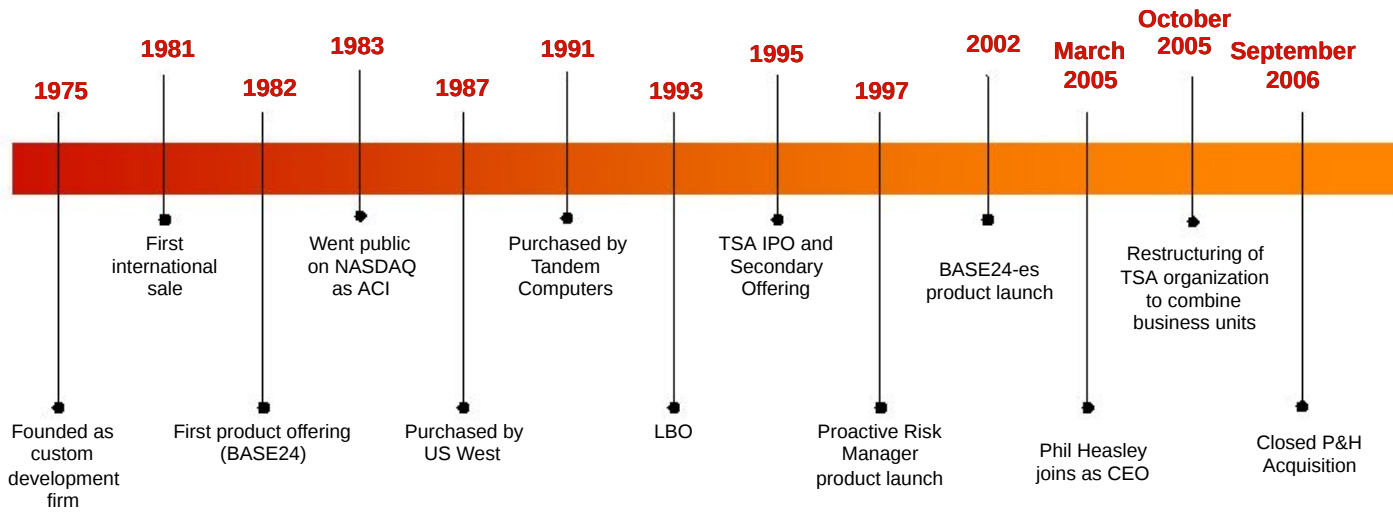 1975
Founded as
custom
development
firm
1981
First
international
sale
1982
First product offering
(BASE24)
1983
Went public
on NASDAQ
as ACI
1987
Purchased by
US West
1991
Purchased by
Tandem
Computers
1993
LBO
1995
TSA IPO and
Secondary
Offering
1997
Proactive Risk
Manager
product launch
2002
BASE24-es
product launch
March
2005
Phil Heasley
joins as CEO
October
2005
Restructuring of
TSA organization
to combine
business units
September
2006
Closed P&H
Acquisition